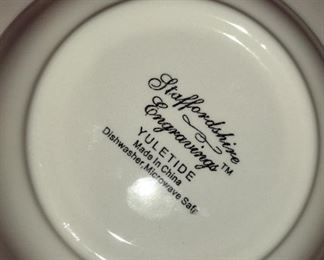 Staffordshire
Engravings™
YULETIDE
Made In China
Dishwasher, Microwave Safe